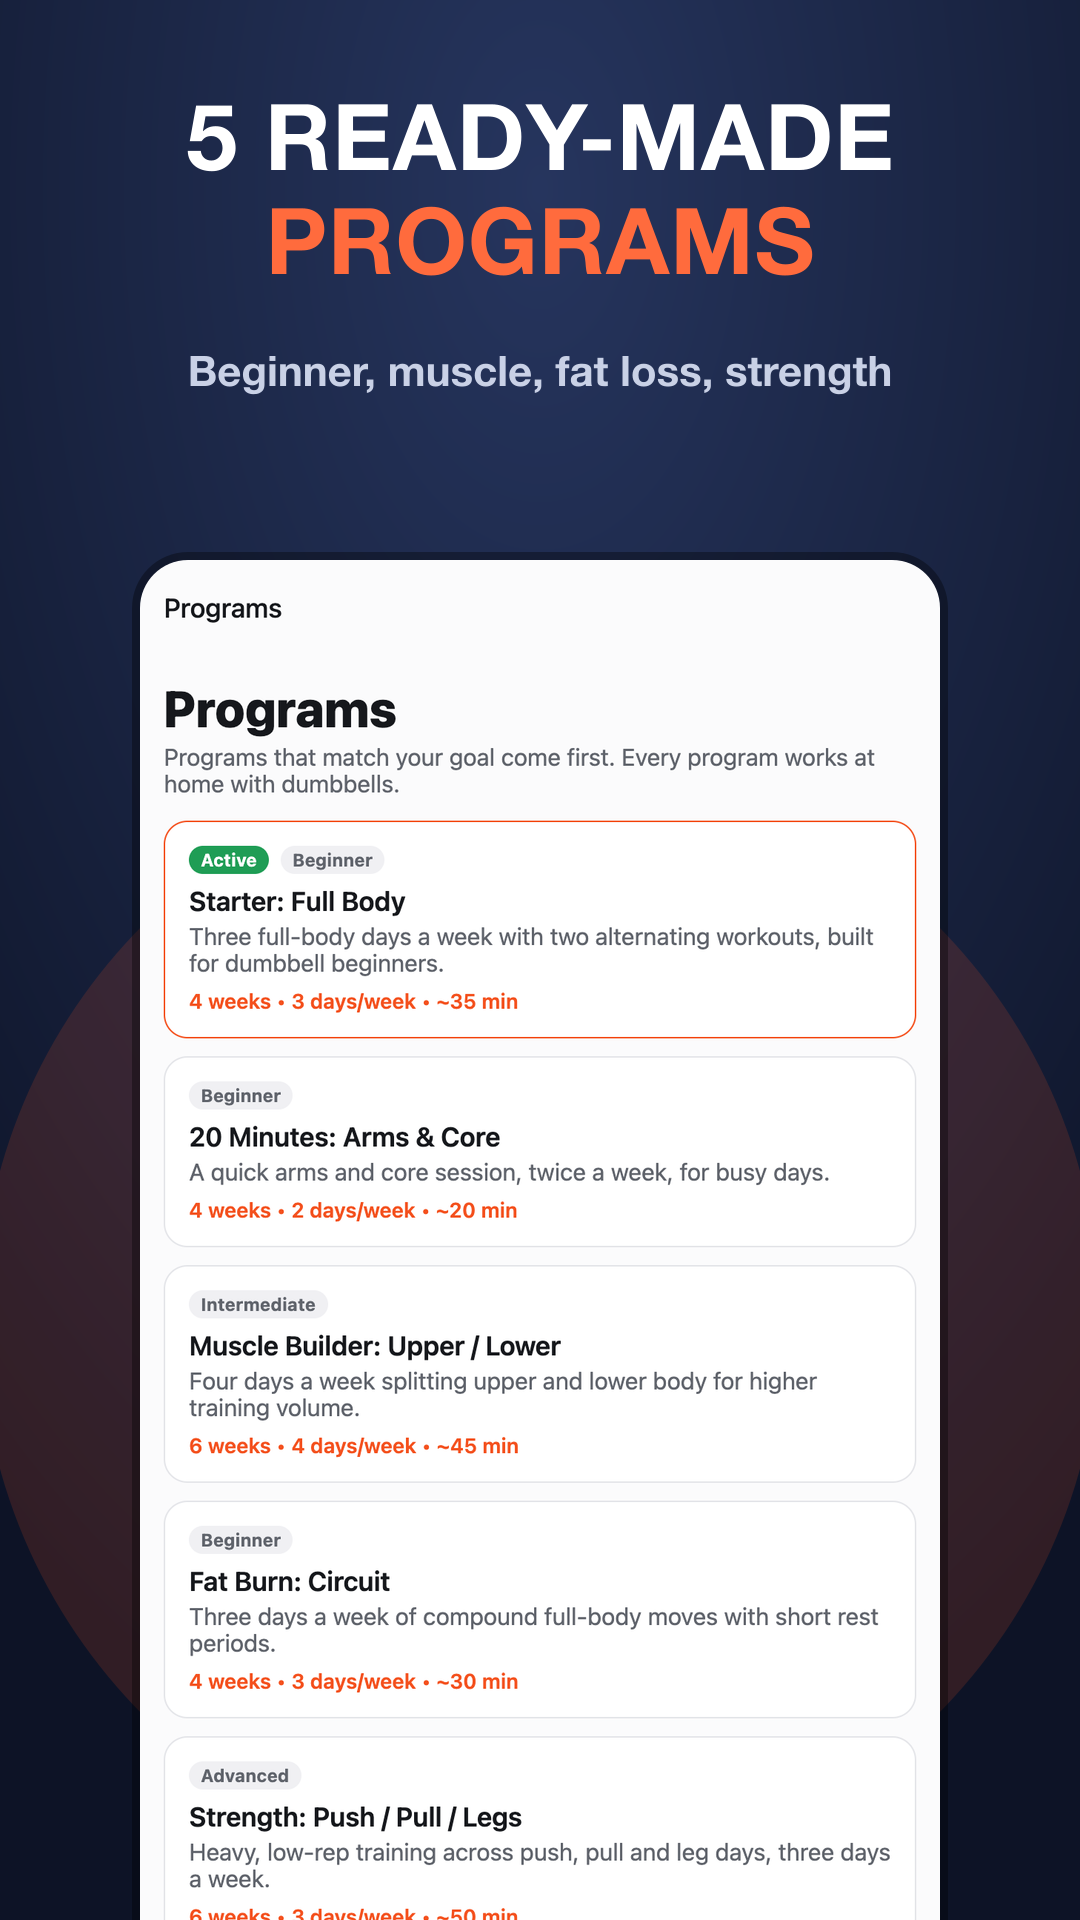 5 READY-MADE
PROGRAMS
Beginner, muscle, fat loss, strength
Programs
Programs
Programs that match your goal come first. Every program works at
home with dumbbells.
Active Beginner
Starter: Full Body
Three full-body days a week with two alternating workouts, built
for dumbbell beginners.
4 weeks • 3 days/week • ~35 min
Beginner
20 Minutes: Arms & Core
A quick arms and core session, twice a week, for busy days.
4 weeks • 2 days/week • ~20 min
Intermediate
Muscle Builder: Upper / Lower
Four days a week splitting upper and lower body for higher
training volume.
6 weeks • 4 days/week • ~45 min
Beginner
Fat Burn: Circuit
Three days a week of compound full-body moves with short rest
periods.
4 weeks • 3 days/week • ~30 min
Advanced
Strength: Push / Pull / Legs
Heavy, low-rep training across push, pull and leg days, three days
a week.
6 weeks • 3 days/week • ~50 min